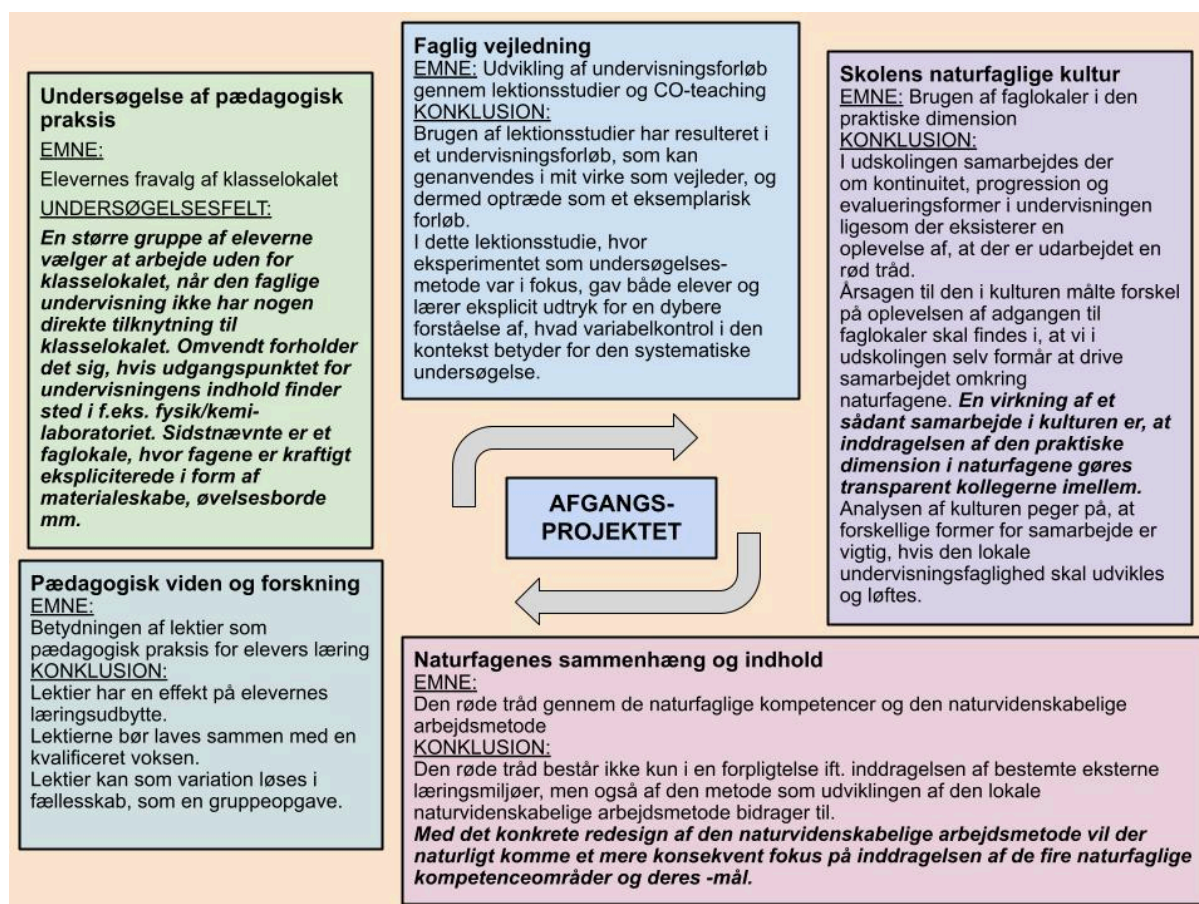 Undersøgelse af pædagogisk
praksis
EMNE:
Elevernes fravalg af klasselokalet
UNDERSØGELSESFELT:
En større gruppe af eleverne
vælger at arbejde uden for
klasselokalet, når den faglige
undervisning ikke har nogen
direkte tilknytning til
klasselokalet. Omvendt forholder
det sig, hvis udgangspunktet for
undervisningens indhold finder
sted i f.eks. fysik/kemi-
laboratoriet. Sidstnævnte er et
faglokale, hvor fagene er kraftigt
ekspliciterede i form af
materialeskabe, øvelsesborde
mm.
Faglig vejledning
EMNE: Udvikling af undervisningsforløb
gennem lektionsstudier og CO-teaching
KONKLUSION:
Brugen af lektionsstudier har resulteret i
et undervisningsforløb, som kan
genanvendes i mit virke som vejleder, og
dermed optræde som et eksemplarisk
forløb.
I dette lektionsstudie, hvor
eksperimentet som undersøgelses-
metode var i fokus, gav både elever og
lærer eksplicit udtryk for en dybere
forståelse af, hvad variabelkontrol i den
kontekst betyder for den systematiske
undersøgelse.
Skolens naturfaglige kultur
EMNE: Brugen af faglokaler i den
praktiske dimension
KONKLUSION:
I udskolingen samarbejdes der
om kontinuitet, progression og
evalueringsformer i undervisningen
ligesom der eksisterer en
oplevelse af, at der er udarbejdet en
rød tråd.
Årsagen til den i kulturen målte forskel
på oplevelsen af adgangen til
faglokaler skal findes i, at vi i
udskolingen selv formår at drive
samarbejdet omkring
naturfagene. En virkning af et
sådant samarbejde i kulturen er, at
inddragelsen af den praktiske
dimension i naturfagene gøres
transparent kollegerne imellem.
Analysen af kulturen peger på, at
forskellige former for samarbejde er
vigtig, hvis den lokale
undervisningsfaglighed skal udvikles
og løftes.
AFGANGS-
PROJEKTET
Pædagogisk viden og forskning
EMNE:
Betydningen af lektier som
pædagogisk praksis for elevers læring
KONKLUSION:
Lektier har en effekt på elevernes
læringsudbytte.
Lektierne bør laves sammen med en
kvalificeret voksen.
Lektier kan som variation løses i
fællesskab, som en gruppeopgave.
Naturfagenes sammenhæng og indhold
EMNE:
Den røde tråd gennem de naturfaglige kompetencer og den naturvidenskabelige
arbejdsmetode
KONKLUSION:
Den røde tråd består ikke kun i en forpligtelse ift. inddragelsen af bestemte eksterne
læringsmiljøer, men også af den metode som udviklingen af den lokale
naturvidenskabelige arbejdsmetode bidrager til.
Med det konkrete redesign af den naturvidenskabelige arbejdsmetode vil der
naturligt komme et mere konsekvent fokus på inddragelsen af de fire naturfaglige
kompetenceområder og deres -mål.